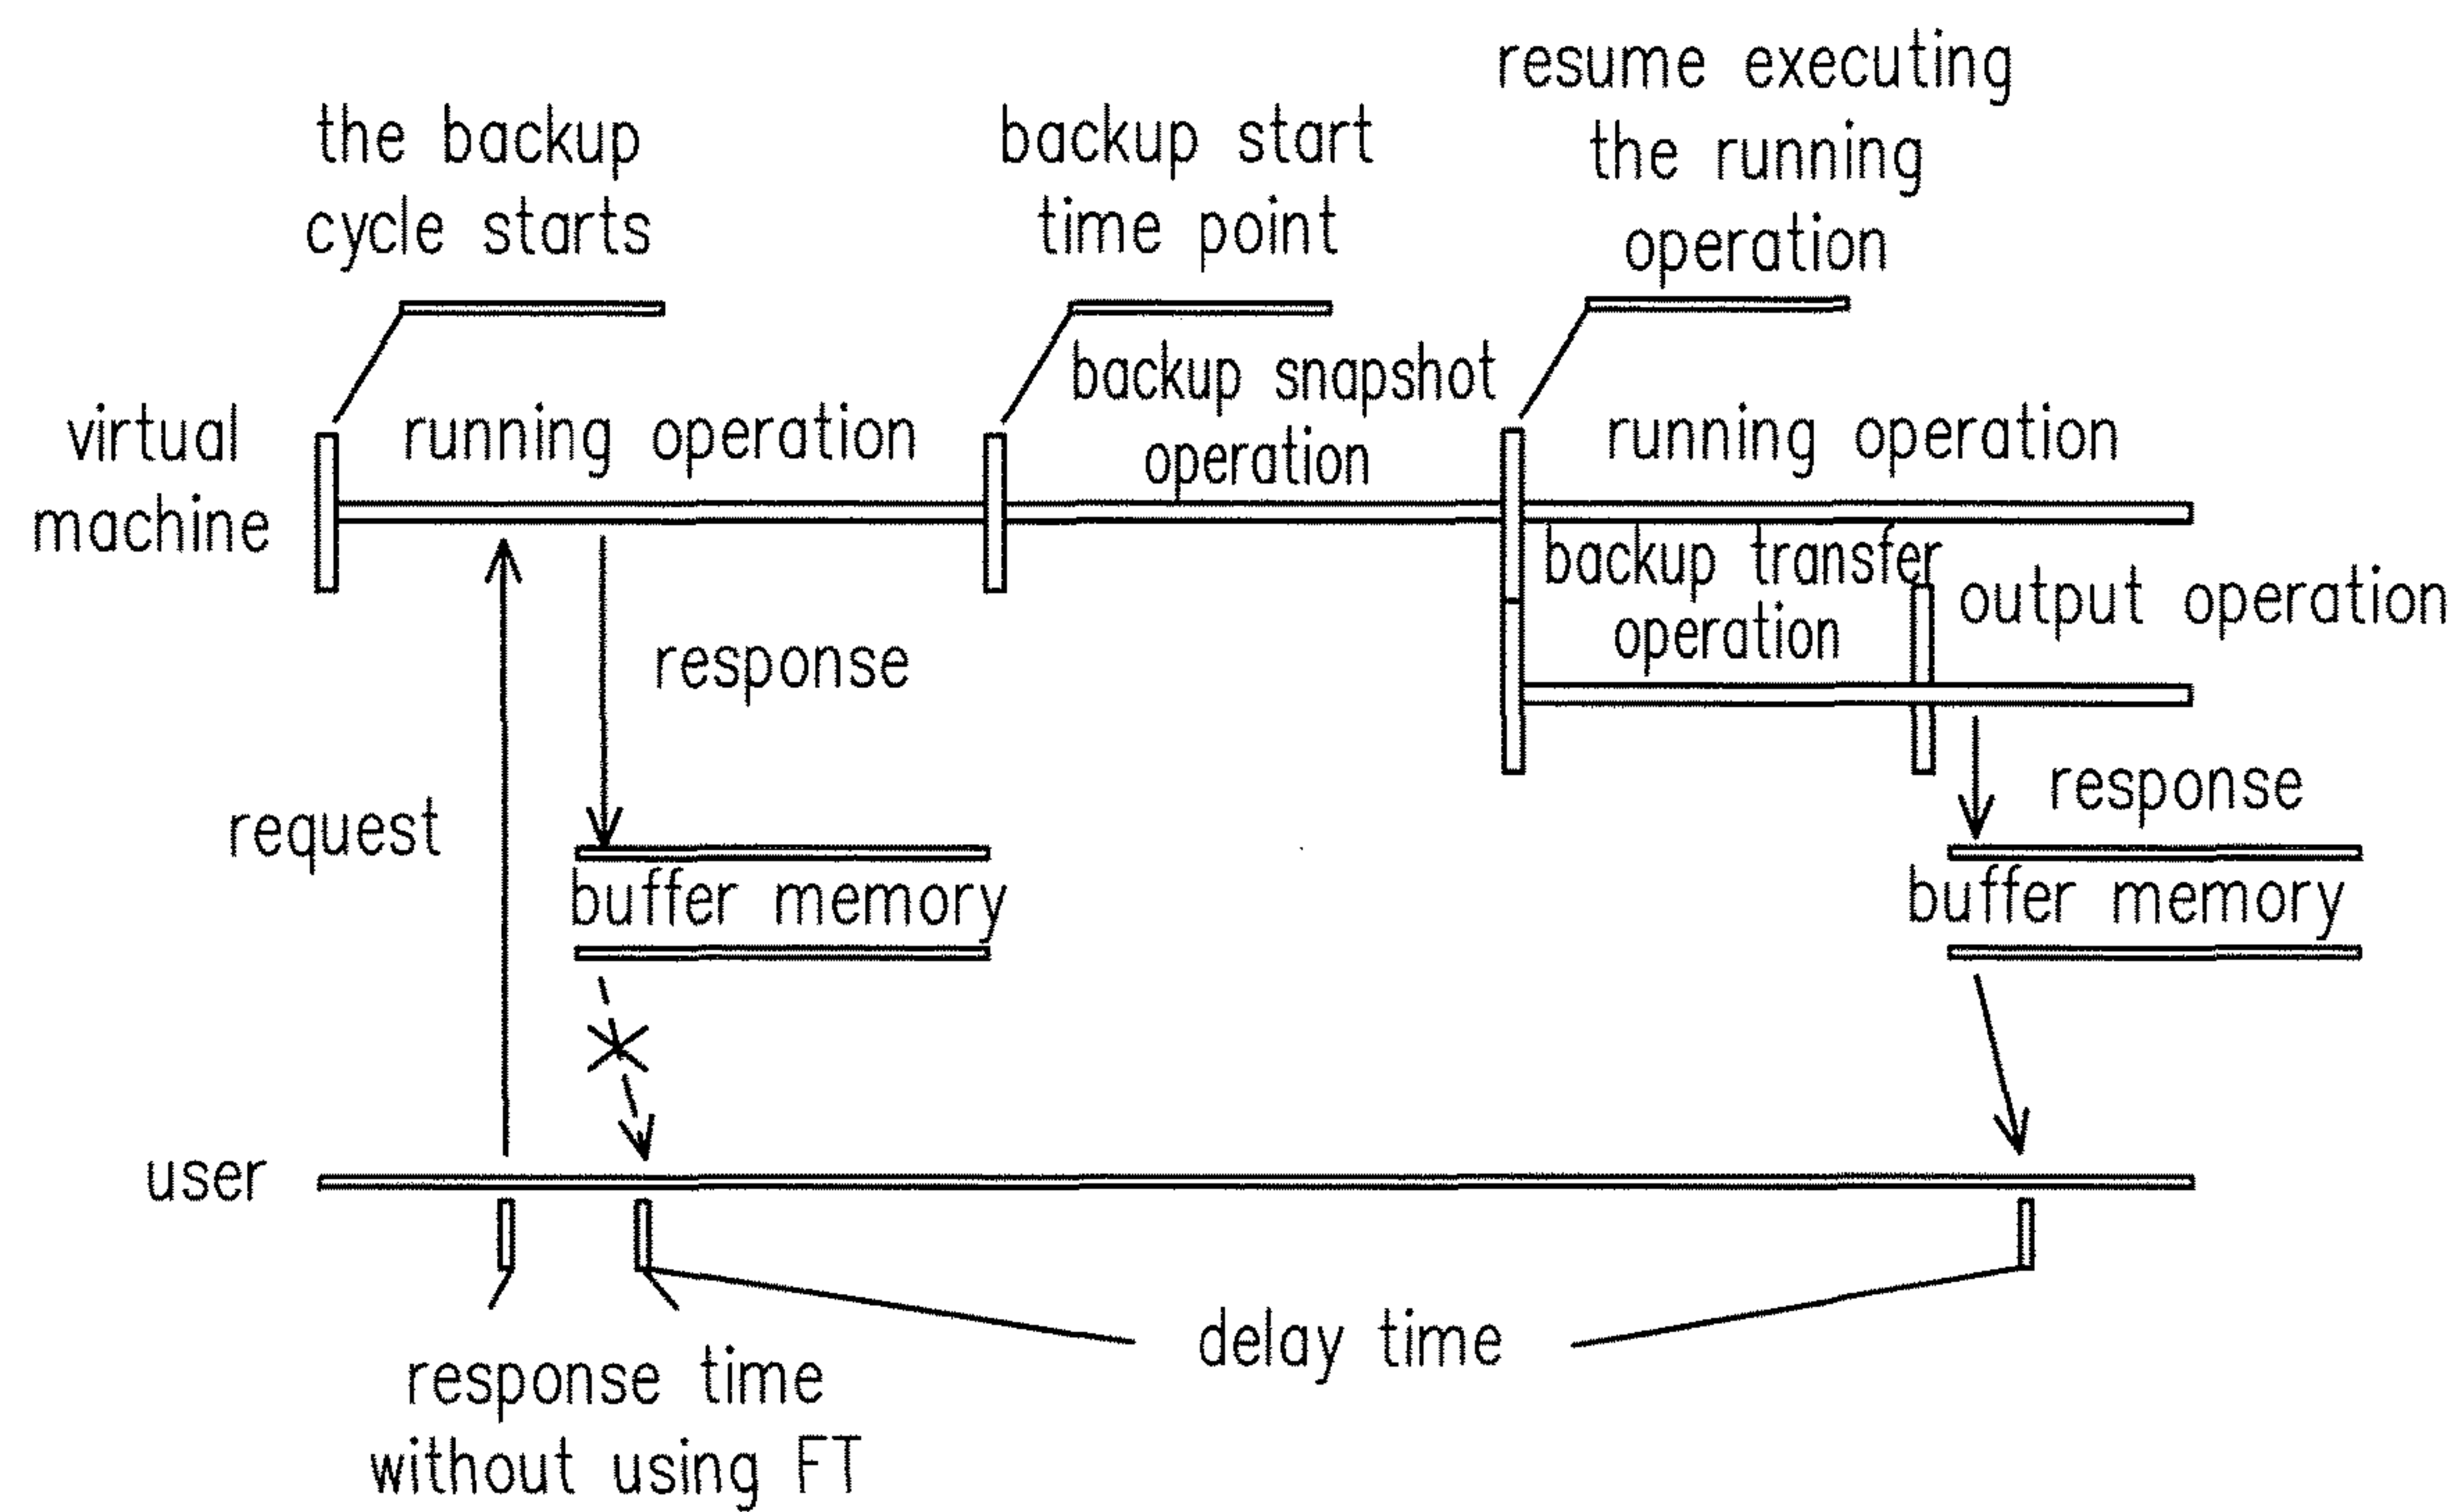 the backup
cycle starts
backup start
time point
resume executing
the running
operation
virtual
machine
running operation
backup snapshot
operation
running operation
backup transfer
operation
output operation
response
request
buffer memory
response
buffer memory
user
delay time
response time
without using FT